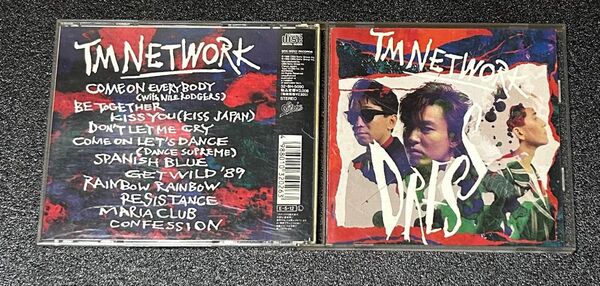 TM NETWORK
COME ON EVERYBODY
(with NILE RODGERS)
BE TOGETHER
KISS YOU (KISS JAPAN)
DON'T LET ME CRY
COME ON LET'S DANCE
(DANCE SUPREME)
SPANISH BLUE
GET WILD '89
RAINBOW RAINBOW
RESISTANCE
MARIA CLUB
CONFESSION
STEREO
Epic
TM NETWORK
DRESS